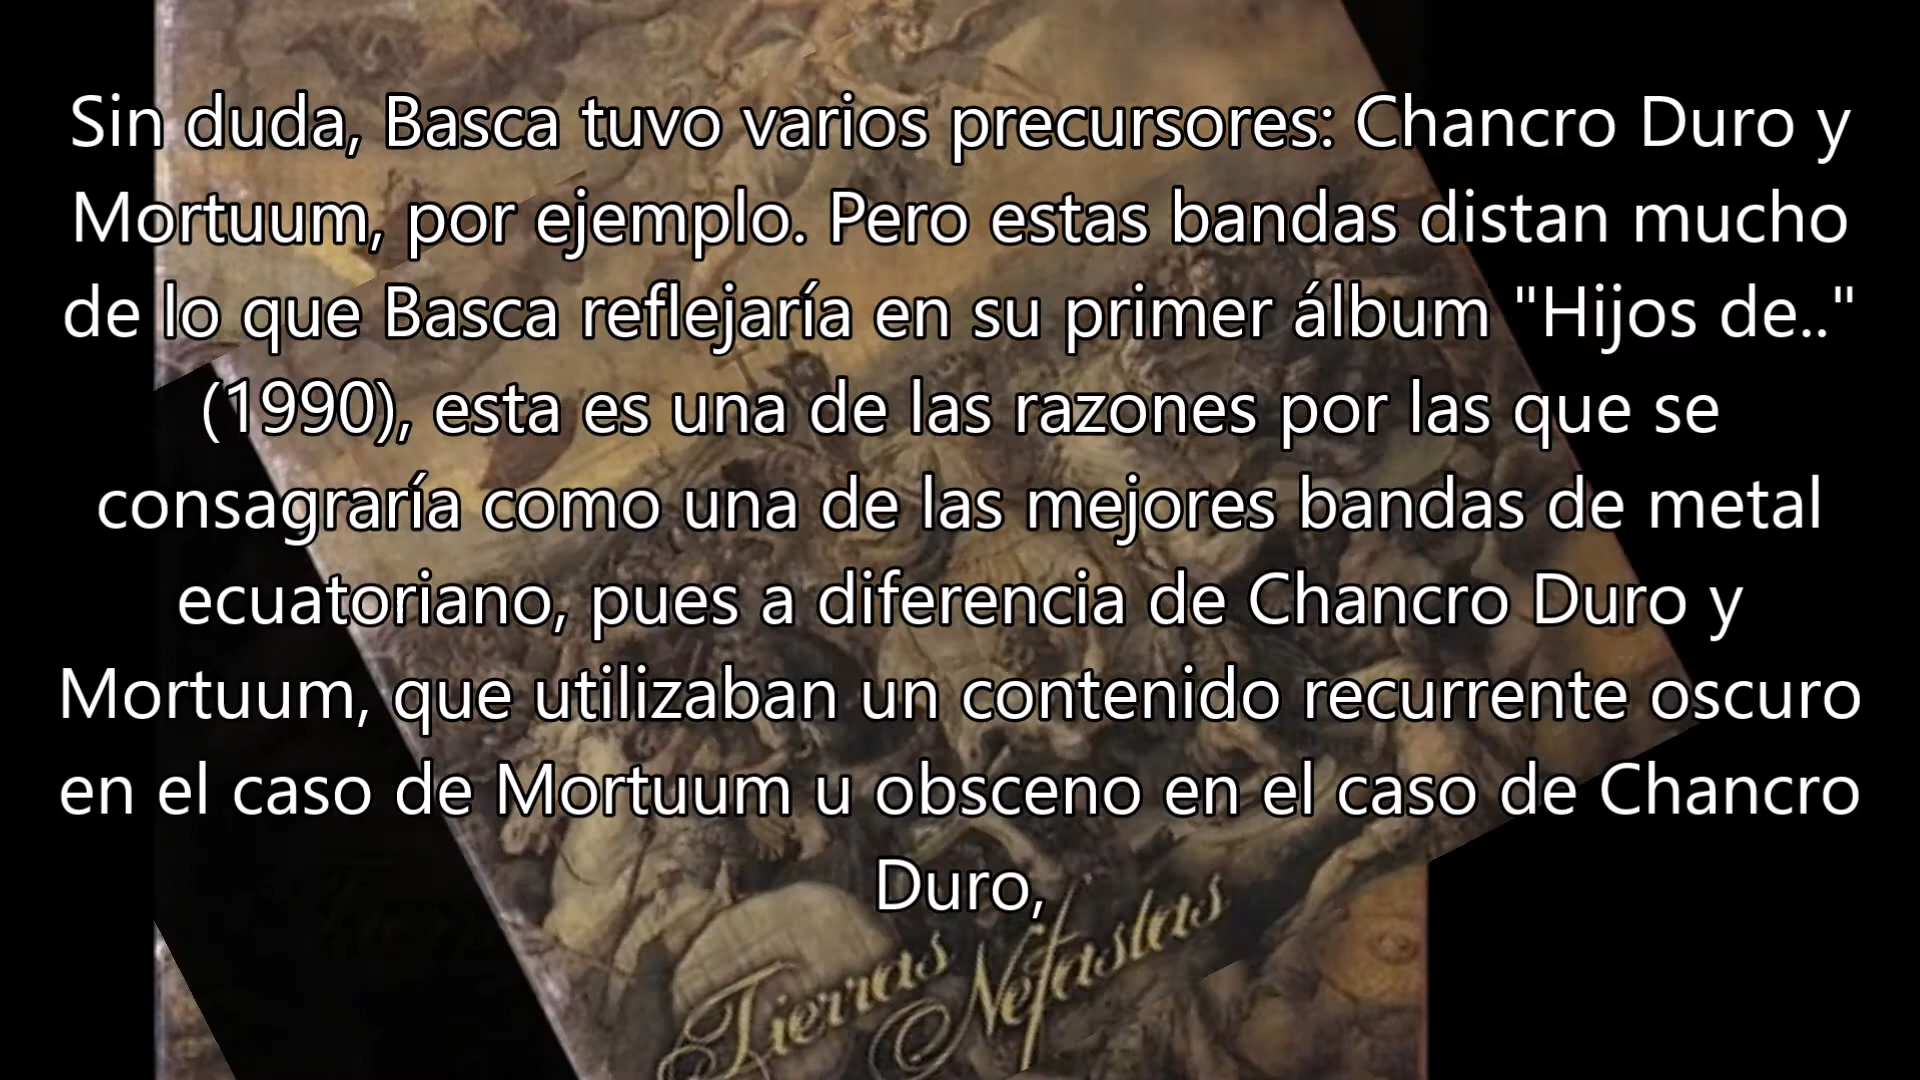 Sin duda, Basca tuvo varios precursores: Chancro Duro y
Mortuum, por ejemplo. Pero estas bandas distan mucho
de lo que Basca reflejaría en su primer álbum "Hijos de.."
(1990), esta es una de las razones por las que se
consagraría como una de las mejores bandas de metal
ecuatoriano, pues a diferencia de Chancro Duro y
Mortuum, que utilizaban un contenido recurrente oscuro
en el caso de Mortuum u obsceno en el caso de Chancro
Duro,
Tierras
Nefastas